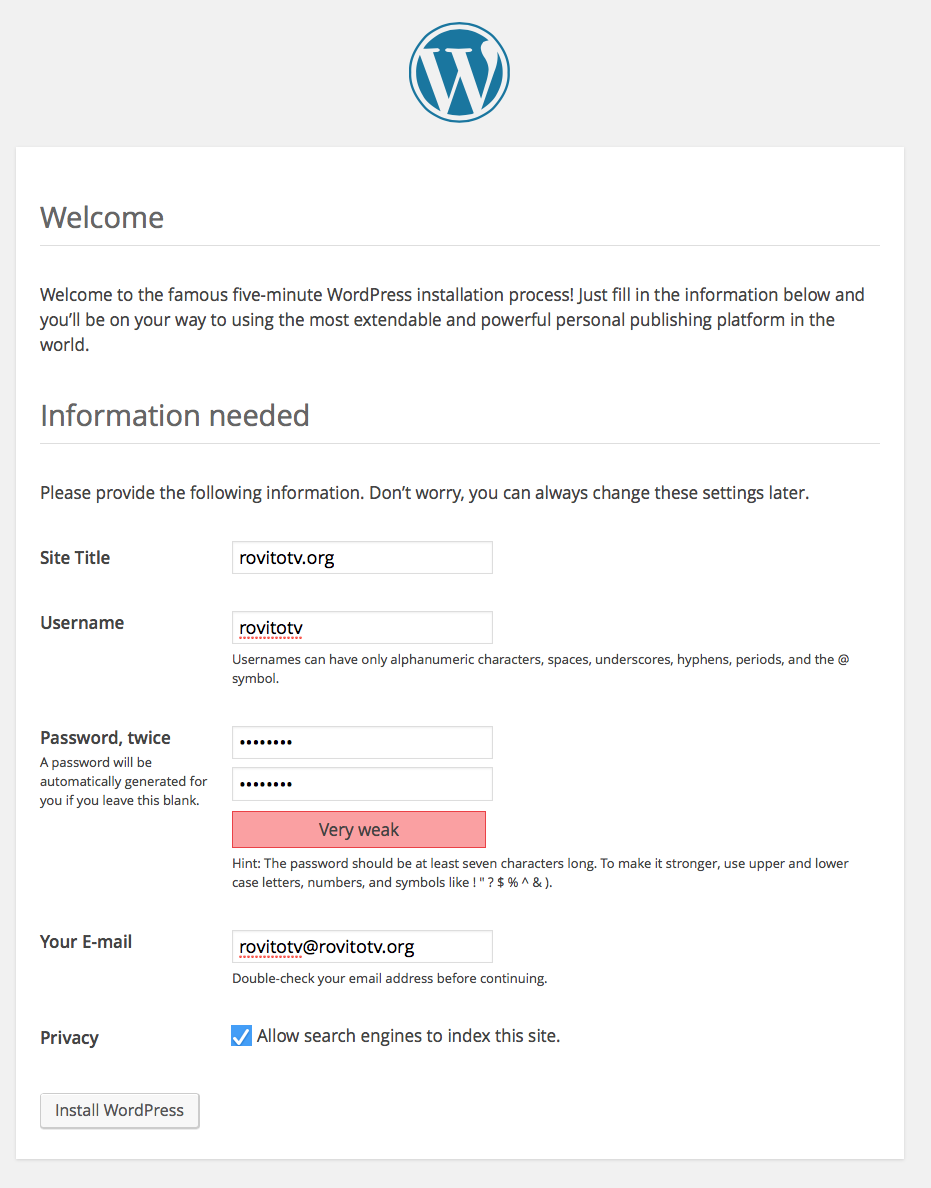 Welcome
Welcome to the famous five-minute WordPress installation process! Just fill in the information below and
you’ll be on your way to using the most extendable and powerful personal publishing platform in the
world.
Information needed
Please provide the following information. Don’t worry, you can always change these settings later.
Site Title
rovitotv.org
Username
rovitotv
Usernames can have only alphanumeric characters, spaces, underscores, hyphens, periods, and the @
symbol.
Password, twice
A password will be
automatically generated for
you if you leave this blank.
••••••••
••••••••
Very weak
Hint: The password should be at least seven characters long. To make it stronger, use upper and lower
case letters, numbers, and symbols like ! " ? $ % ^ & ).
Your E-mail
rovitotv@rovitotv.org
Double-check your email address before continuing.
Privacy
Allow search engines to index this site.
Install WordPress